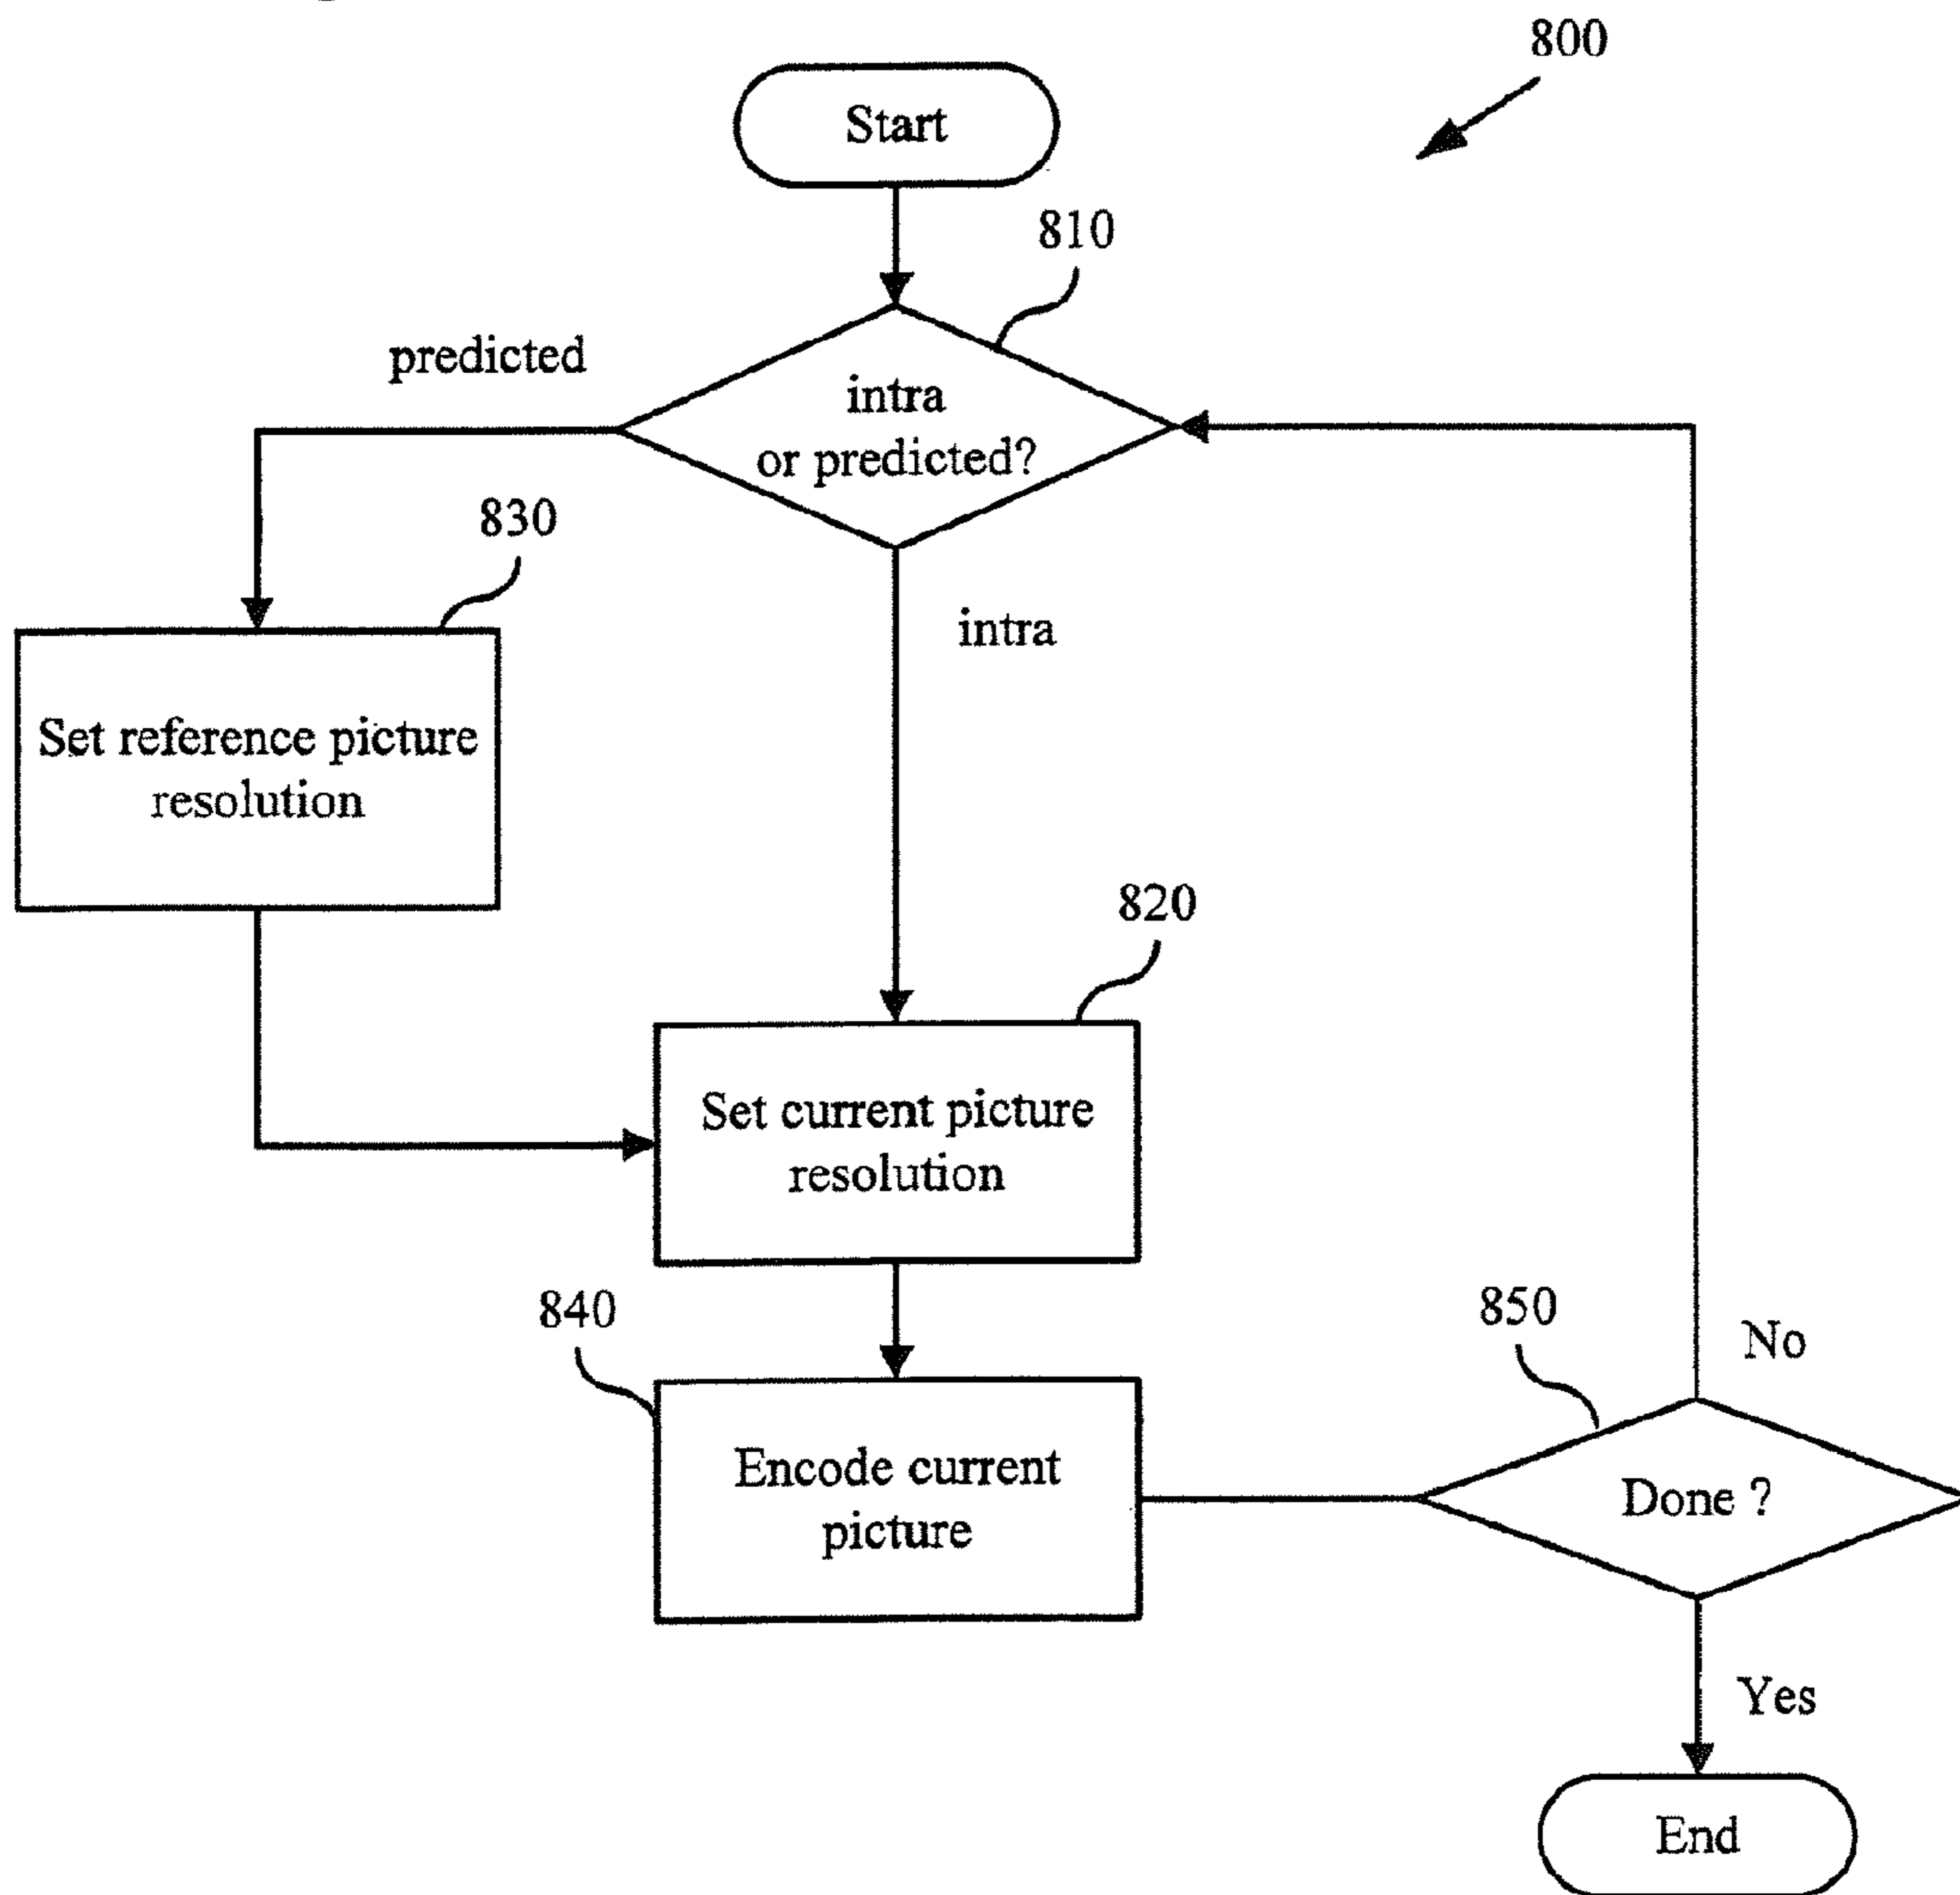 800
Start
810
predicted
intra
or predicted?
830
intra
Set reference picture
resolution
820
Set current picture
resolution
840
850
No
Encode current
picture
Done ?
Yes
End